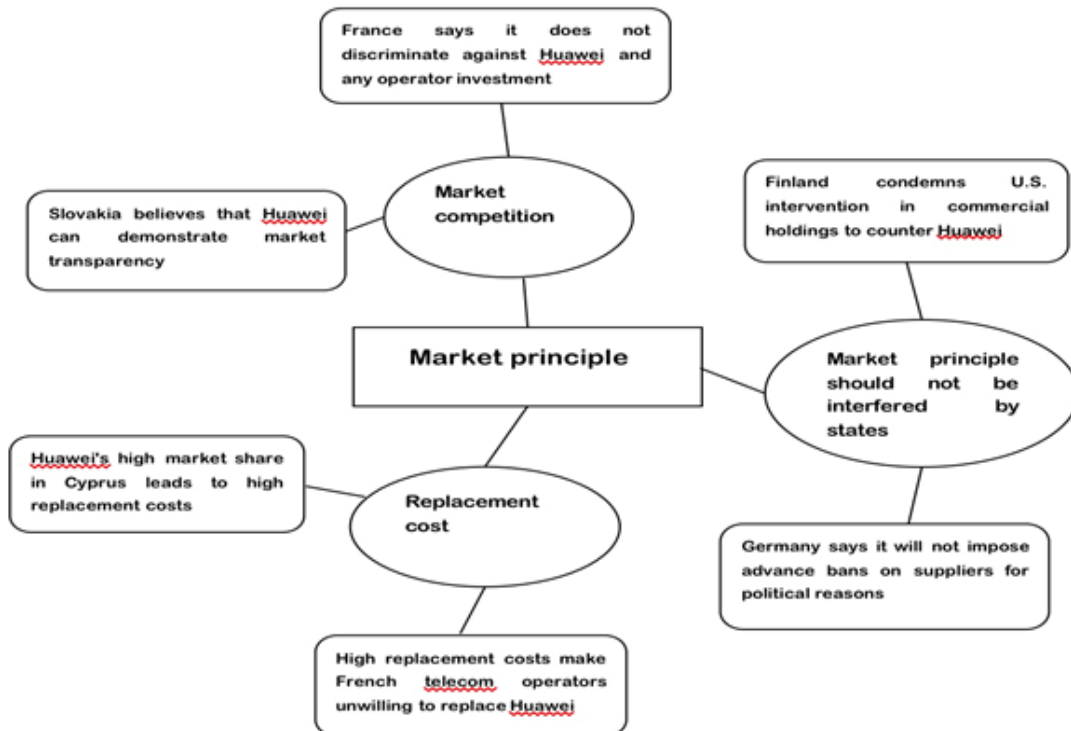 France says it does not
discriminate against Huawei and
any operator investment
Market
competition
Slovakia believes that Huawei
can demonstrate market
transparency
Finland condemns U.S.
intervention in commercial
holdings to counter Huawei
Market principle
Market principle
should not be
interfered by
states
Huawei's high market share
in Cyprus leads to high
replacement costs
Replacement
cost
Germany says it will not impose
advance bans on suppliers for
political reasons
High replacement costs make
French telecom operators
unwilling to replace Huawei